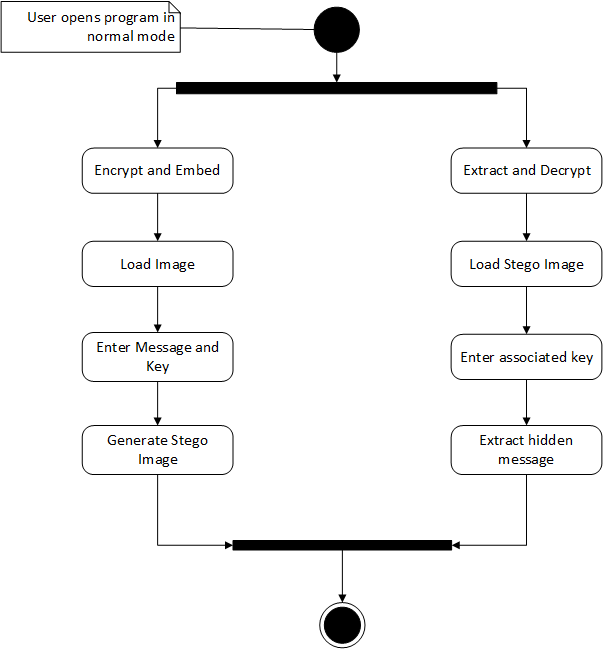 User opens program in
normal mode
Encrypt and Embed
Extract and Decrypt
Load Image
Load Stego Image
Enter Message and
Key
Enter associated key
Generate Stego
Image
Extract hidden
message